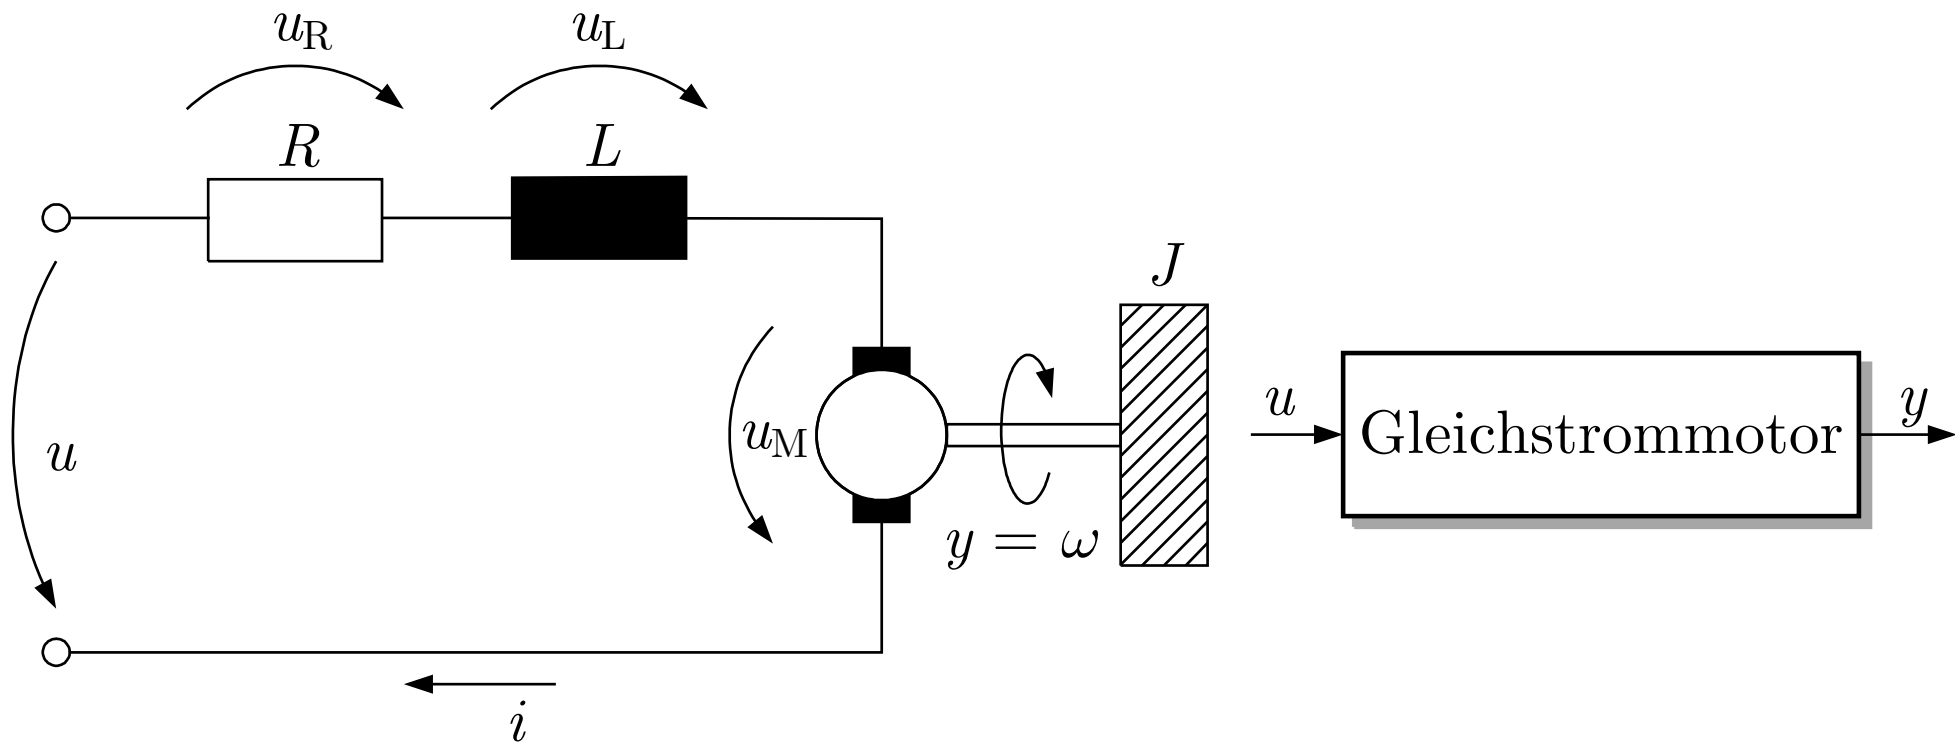 u_R
u_L
R
L
J
u
u_M
y = ω
i
u
Gleichstrommotor
y